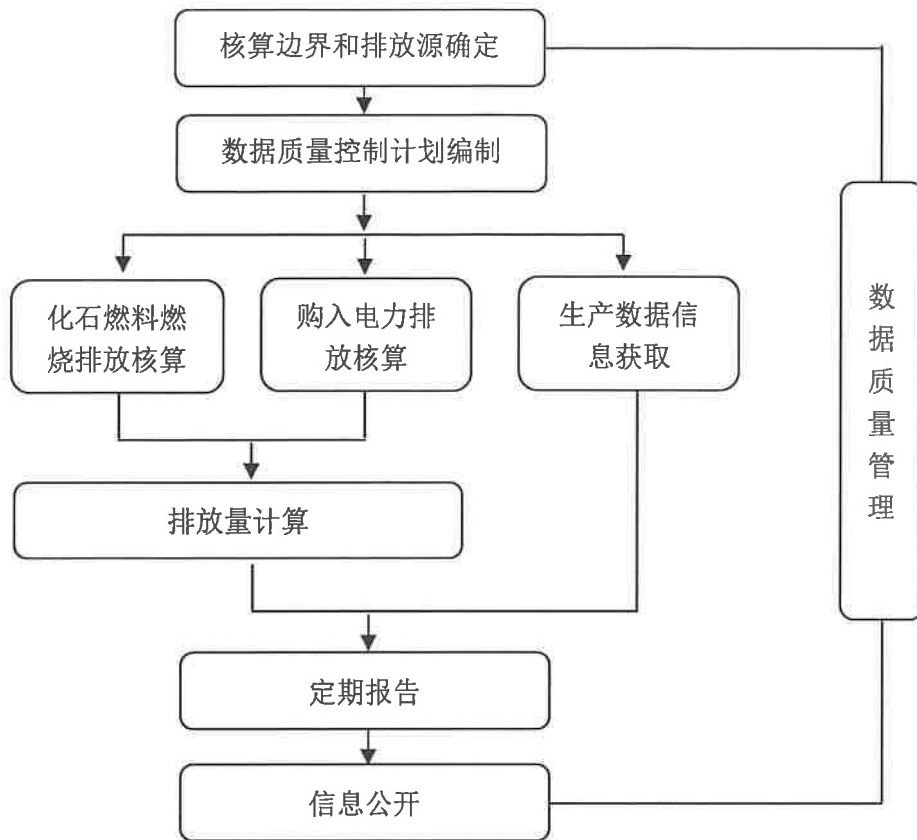 核算边界和排放源确定
数据质量控制计划编制
化石燃料燃
烧排放核算
购入电力排
放核算
生产数据信
息获取
排放量计算
定期报告
信息公开
数
据
质
量
管
理